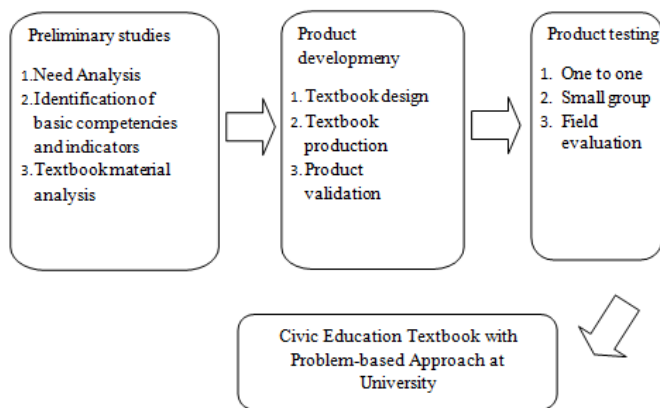 Preliminary studies
1.Need Analysis
2.Identification of
basic competencies
and indicators
3.Textbook material
analysis
Product
developmeny
1. Textbook design
2. Textbook
production
3. Product
validation
Product testing
1. One to one
2. Small group
3. Field
evaluation
Civic Education Textbook with
Problem-based Approach at
University